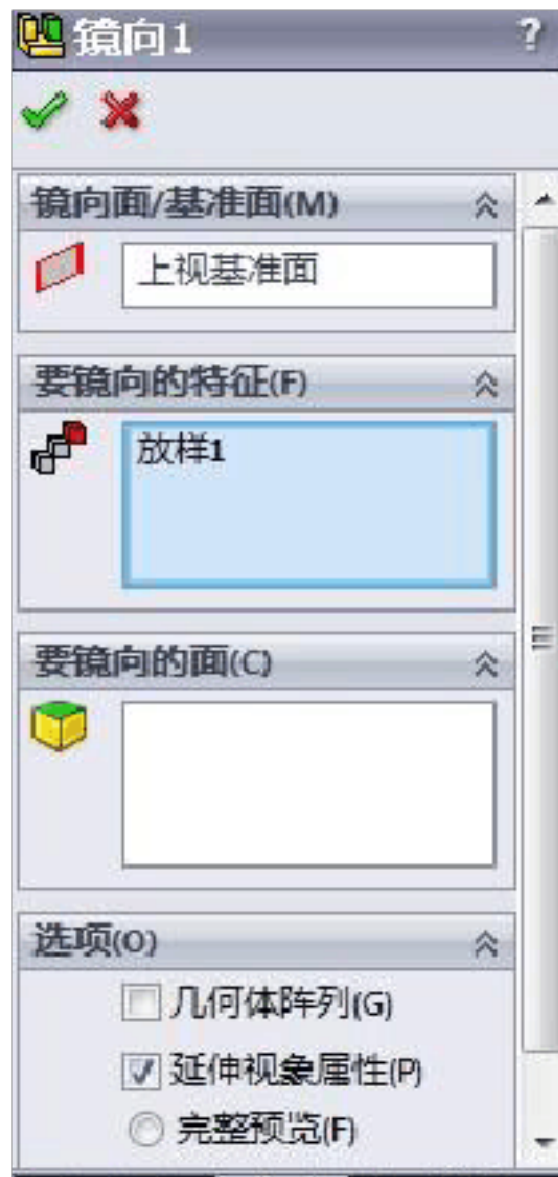 镜向1 ?
镜向面/基准面(M)
上视基准面
要镜向的特征(F)
放样1
要镜向的面(C)
选项(O)
几何体阵列(G)
延伸视象属性(P)
完整预览(F)